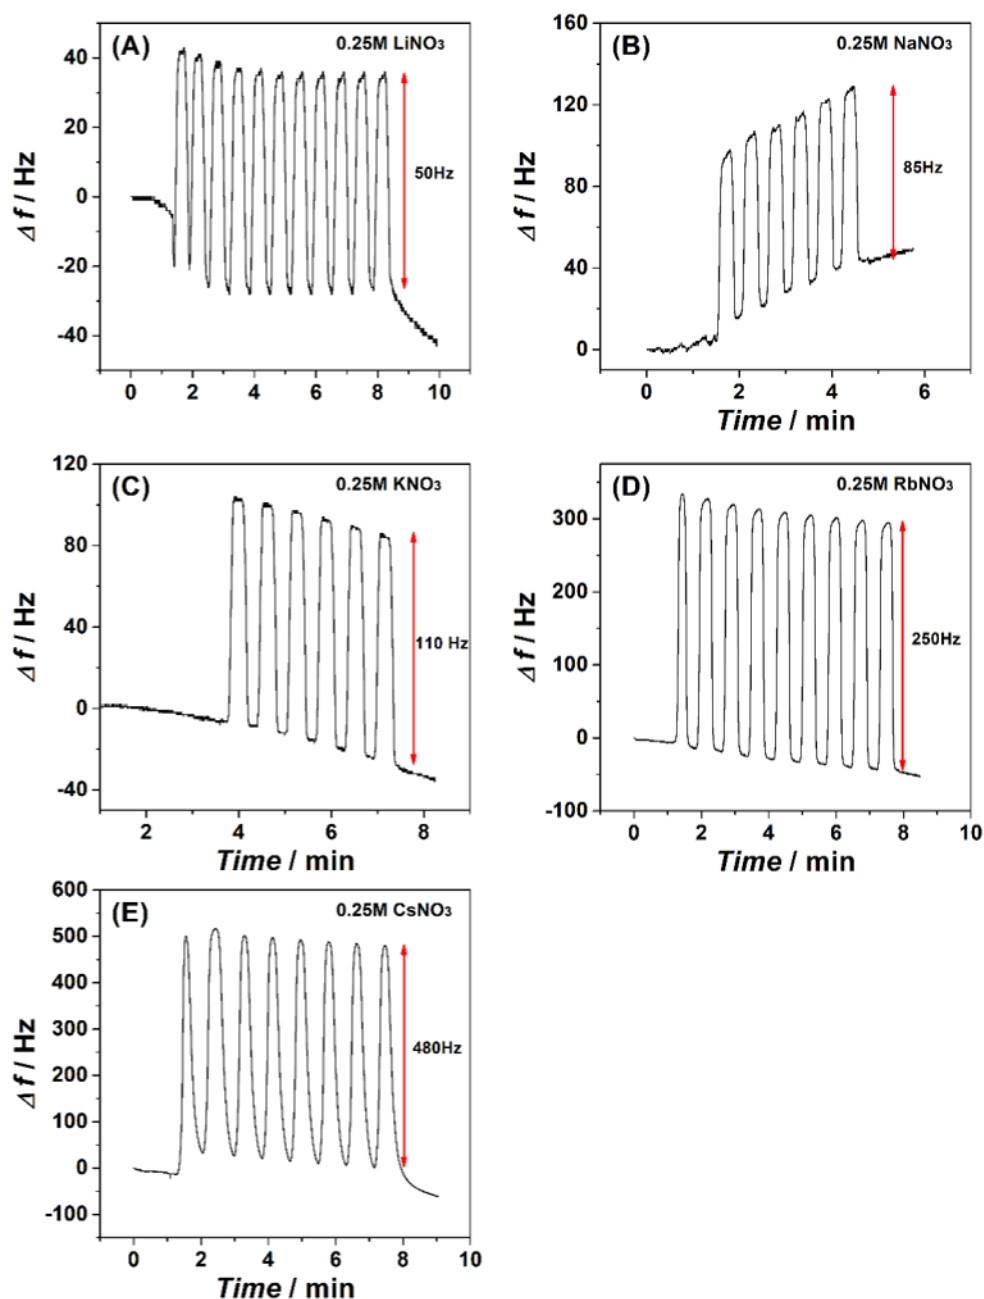 (A) 0.25M LiNO₃
Δf / Hz
40
20
0
-20
-40
50Hz
0 2 4 6 8 10
(B) 0.25M NaNO₃
Δf / Hz
160
120
80
40
0
85Hz
0 2 4 6
Time / min
(C) 0.25M KNO₃
Δf / Hz
120
80
40
0
-40
110 Hz
2 4 6 8
Time / min
(D) 0.25M RbNO₃
Δf / Hz
300
200
100
0
-100
250Hz
0 2 4 6 8 10
Time / min
(E) 0.25M CsNO₃
Δf / Hz
600
500
400
300
200
100
0
-100
480Hz
0 2 4 6 8 10
Time / min